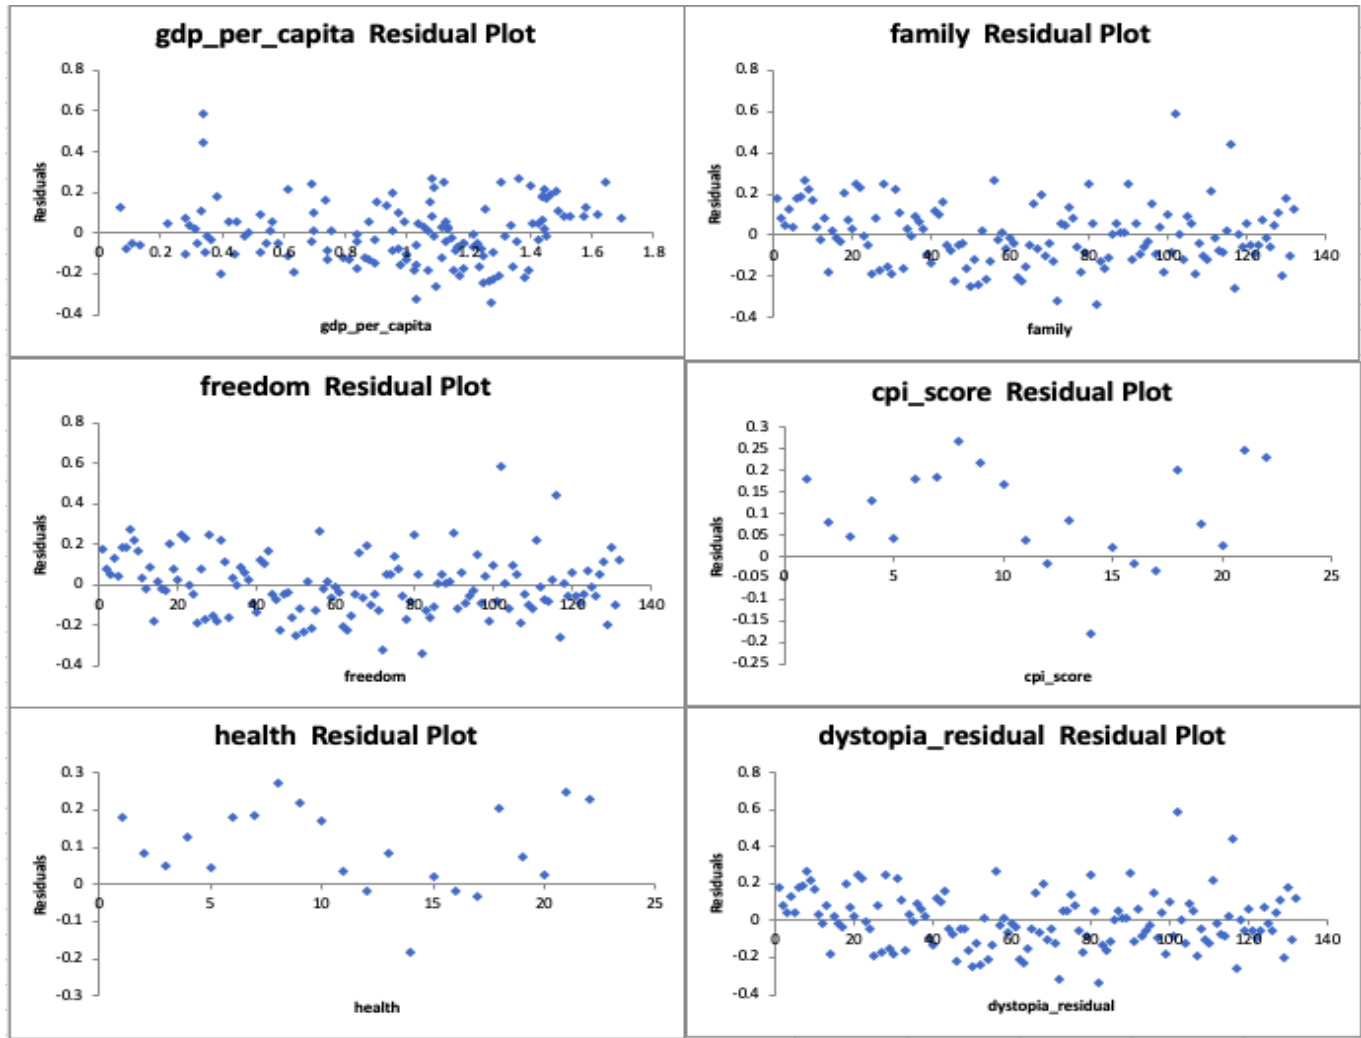 gdp_per_capita Residual Plot
0.8
0.6
0.4
0.2
0
-0.2
-0.4
0 0.2 0.4 0.6 0.8 1 1.2 1.4 1.6 1.8
Residuals
gdp_per_capita
family Residual Plot
0.8
0.6
0.4
0.2
0
-0.2
-0.4
0 20 40 60 80 100 120 140
Residuals
family
freedom Residual Plot
0.8
0.6
0.4
0.2
0
-0.2
-0.4
0 20 40 60 80 100 120 140
Residuals
freedom
cpi_score Residual Plot
0.3
0.25
0.2
0.15
0.1
0.05
0
-0.05
-0.1
-0.15
-0.2
-0.25
0 5 10 15 20 25
Residuals
cpi_score
health Residual Plot
0.3
0.2
0.1
0
-0.1
-0.2
-0.3
0 5 10 15 20 25
Residuals
health
dystopia_residual Residual Plot
0.8
0.6
0.4
0.2
0
-0.2
-0.4
0 20 40 60 80 100 120 140
Residuals
dystopia_residual